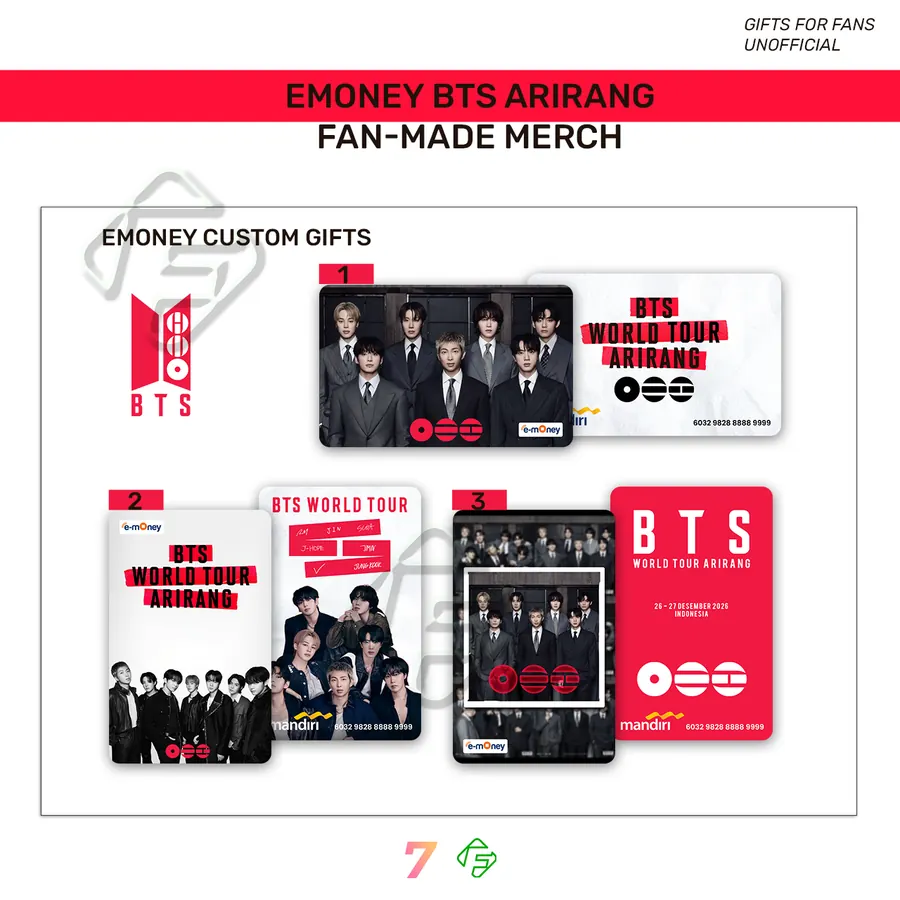 GIFTS FOR FANS
UNOFFICIAL
EMONEY BTS ARIRANG
FAN-MADE MERCH
EMONEY CUSTOM GIFTS
BTS
1
e-money
BTS
WORLD TOUR
ARIRANG
6032 9828 8888 9999
2
e-money
BTS
WORLD TOUR
ARIRANG
BTS WORLD TOUR
RM JIN SUGA
J-HOPE JIMIN
JUNG KOOK
mandiri
6032 9828 8888 9999
3
e-money
BTS
WORLD TOUR ARIRANG
26 – 27 DESEMBER 2026
INDONESIA
mandiri
6032 9828 8888 9999
7